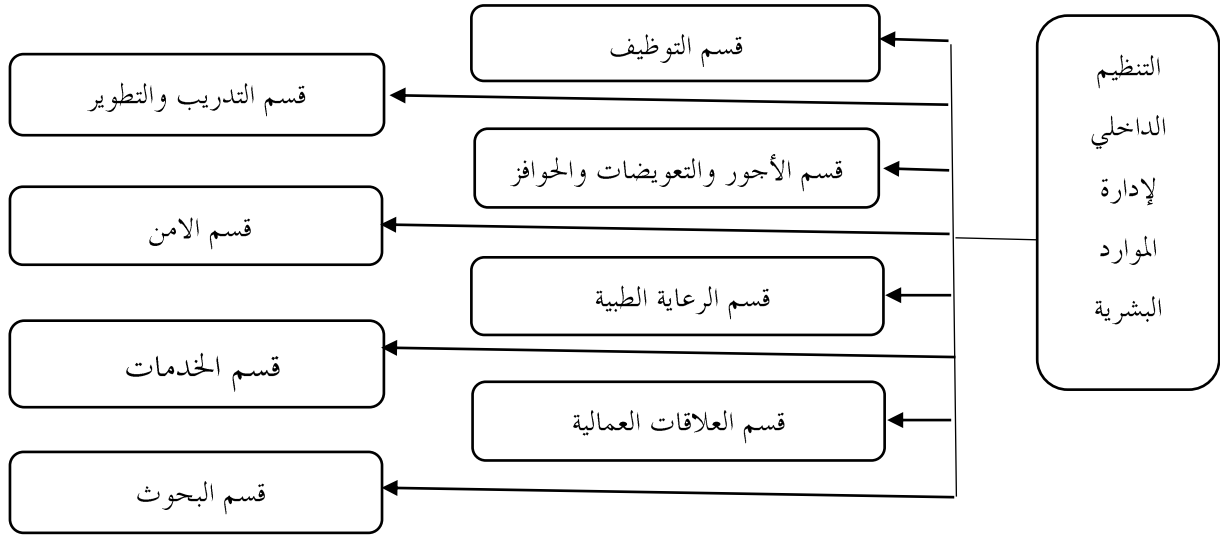 التنظيم
الداخلي
لإدارة
الموارد
البشرية
قسم التوظيف
قسم التدريب والتطوير
قسم الأجور والتعويضات والحوافز
قسم الامن
قسم الرعاية الطبية
قسم الخدمات
قسم العلاقات العمالية
قسم البحوث